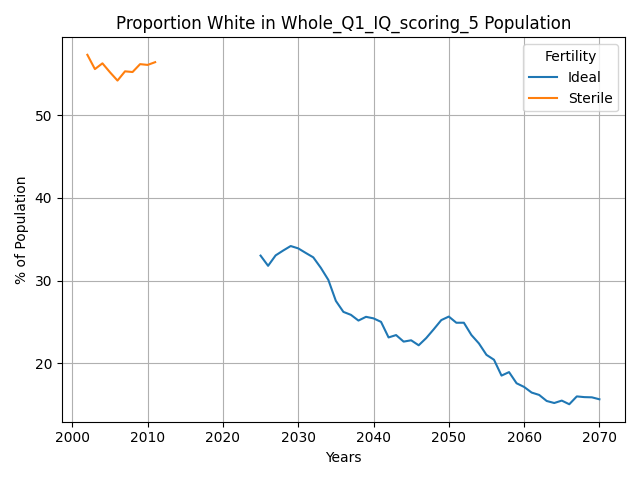 Proportion White in Whole_Q1_IQ_scoring_5 Population
Fertility
Ideal
Sterile
% of Population
50
40
30
20
2000 2010 2020 2030 2040 2050 2060 2070
Years